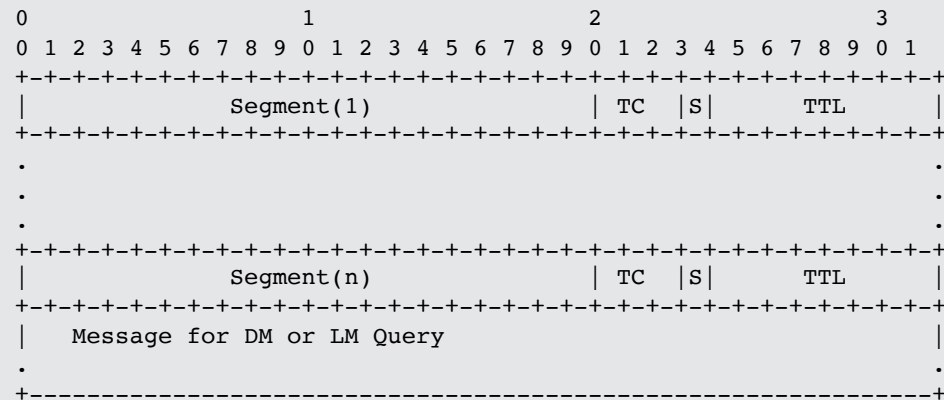 0                   1                   2                   3
0 1 2 3 4 5 6 7 8 9 0 1 2 3 4 5 6 7 8 9 0 1 2 3 4 5 6 7 8 9 0 1
+-+-+-+-+-+-+-+-+-+-+-+-+-+-+-+-+-+-+-+-+-+-+-+-+-+-+-+-+-+-+-+-+
|              Segment(1)               | TC  |S|      TTL      |
+-+-+-+-+-+-+-+-+-+-+-+-+-+-+-+-+-+-+-+-+-+-+-+-+-+-+-+-+-+-+-+-+
.                                                               .
.                                                               .
.                                                               .
+-+-+-+-+-+-+-+-+-+-+-+-+-+-+-+-+-+-+-+-+-+-+-+-+-+-+-+-+-+-+-+-+
|              Segment(n)               | TC  |S|      TTL      |
+-+-+-+-+-+-+-+-+-+-+-+-+-+-+-+-+-+-+-+-+-+-+-+-+-+-+-+-+-+-+-+-+
|   Message for DM or LM Query                                  |
.                                                               .
+---------------------------------------------------------------+